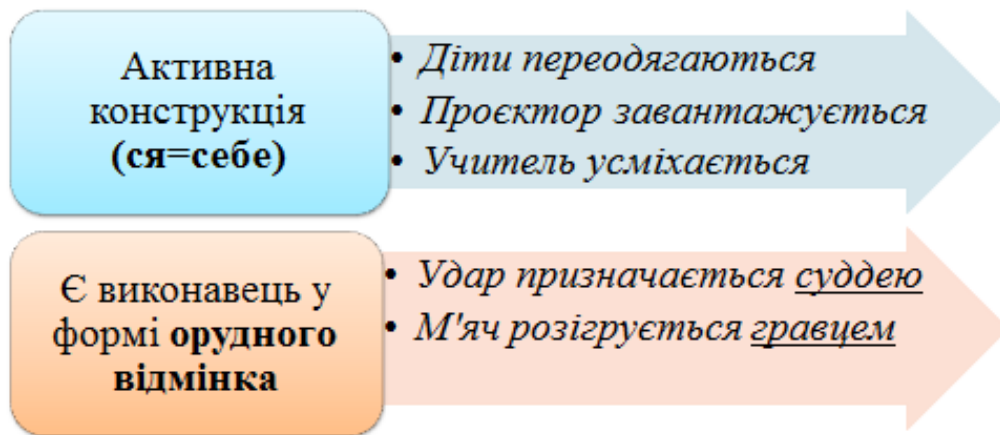 Активна
конструкція
(ся=себе)
• Діти переодягаються
• Проєктор завантажується
• Учитель усміхається
Є виконавець у
формі орудного
відмінка
• Удар призначається суддею
• М'яч розігрується гравцем